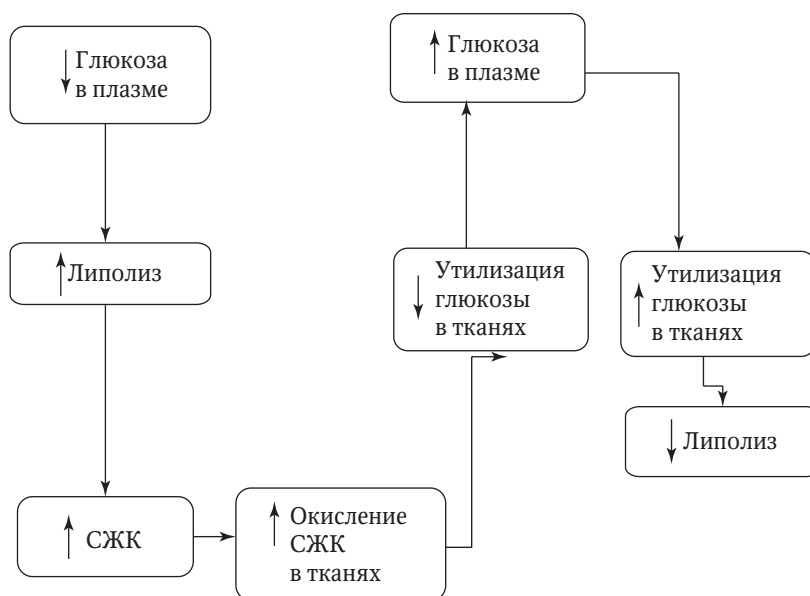 ↓ Глюкоза
в плазме
↑ Липолиз
↑ СЖК
↑ Окисление
СЖК
в тканях
↓ Утилизация
глюкозы
в тканях
↑ Глюкоза
в плазме
↑ Утилизация
глюкозы
в тканях
↓ Липолиз